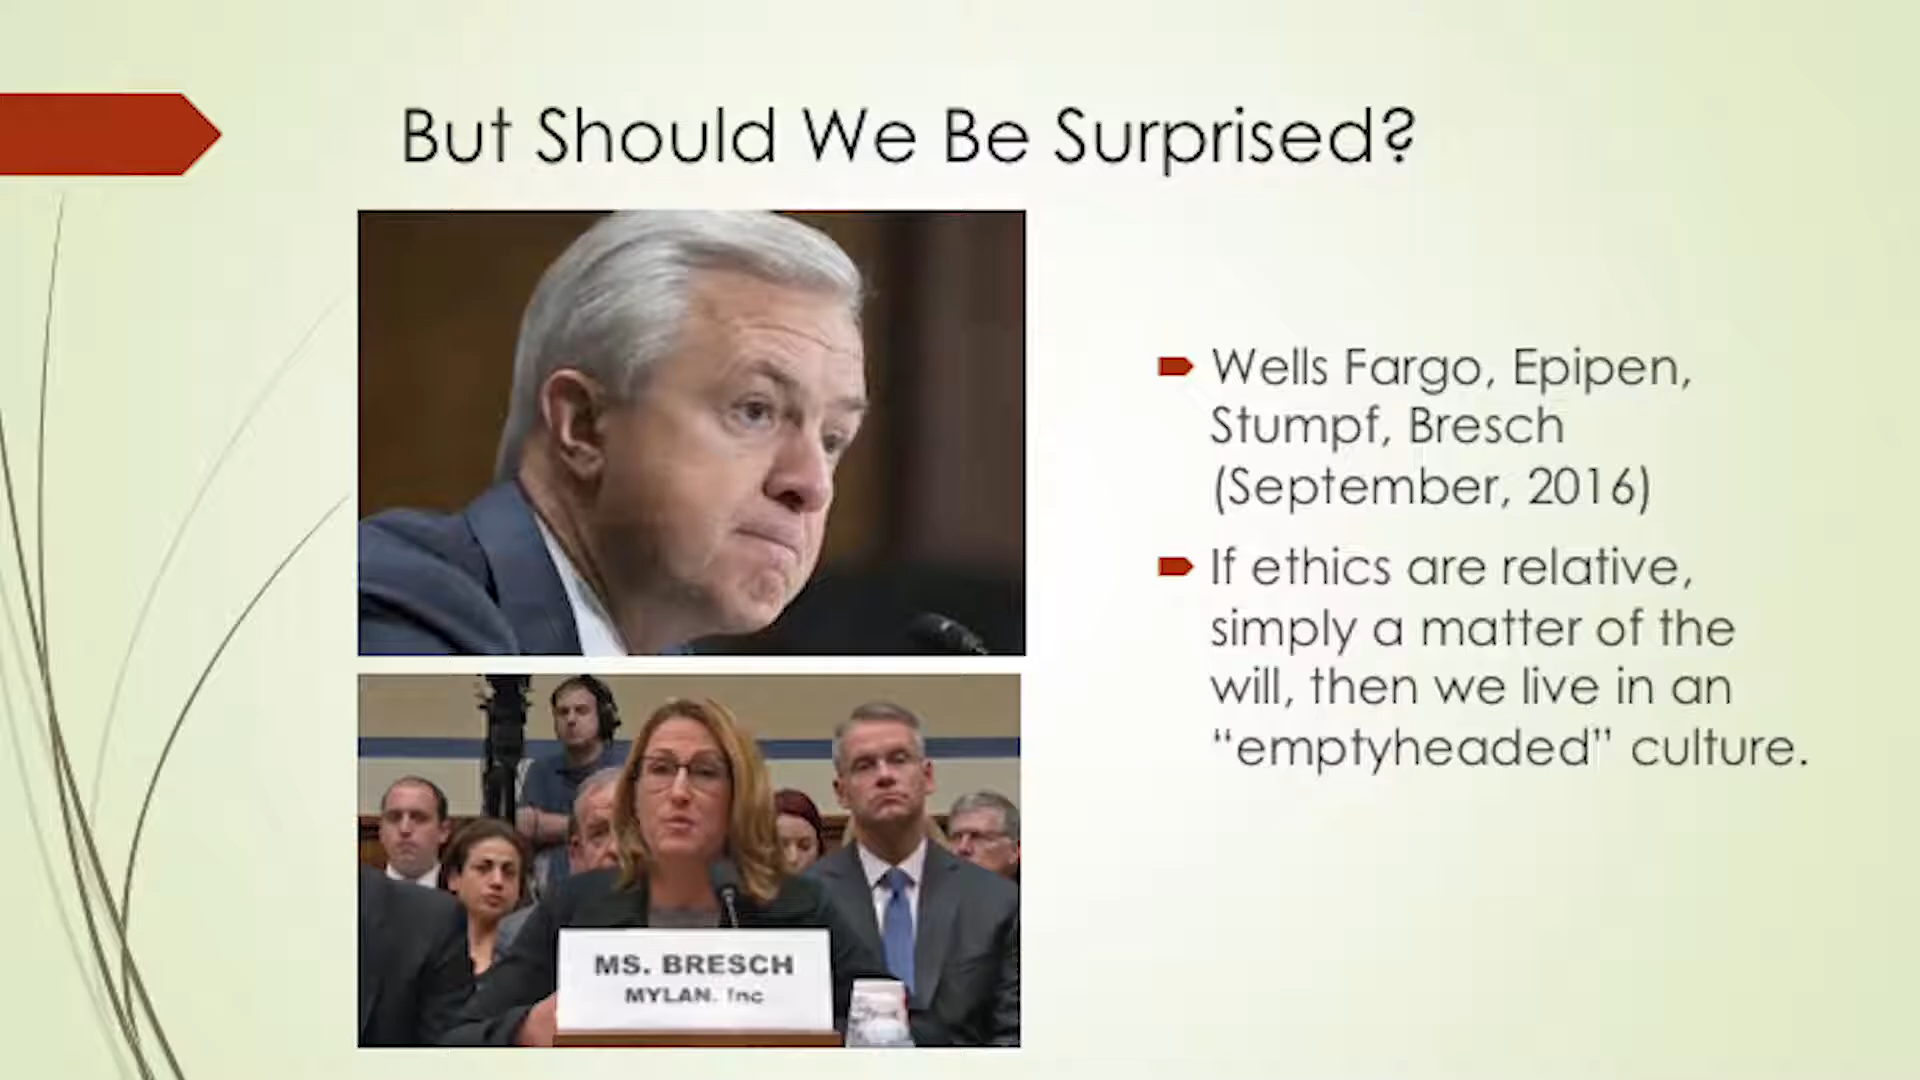 But Should We Be Surprised?
Wells Fargo, Epipen,
Stumpf, Bresch
(September, 2016)
If ethics are relative,
simply a matter of the
will, then we live in an
“emptyheaded” culture.
MS. BRESCH
MYLAN. Inc